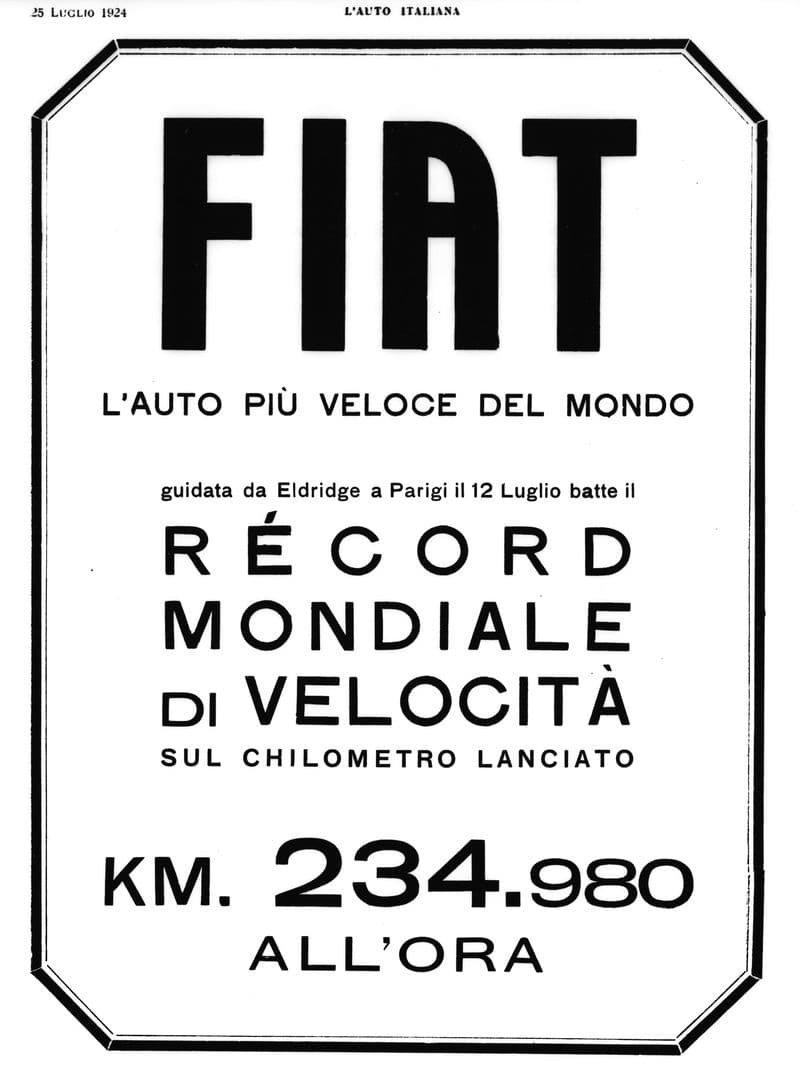 25 LUGLIO 1924
L'AUTO ITALIANA
FIAT
L'AUTO PIÙ VELOCE DEL MONDO
guidata da Eldridge a Parigi il 12 Luglio batte il
RÉCORD
MONDIALE
DI VELOCITÀ
SUL CHILOMETRO LANCIATO
KM. 234.980
ALL'ORA